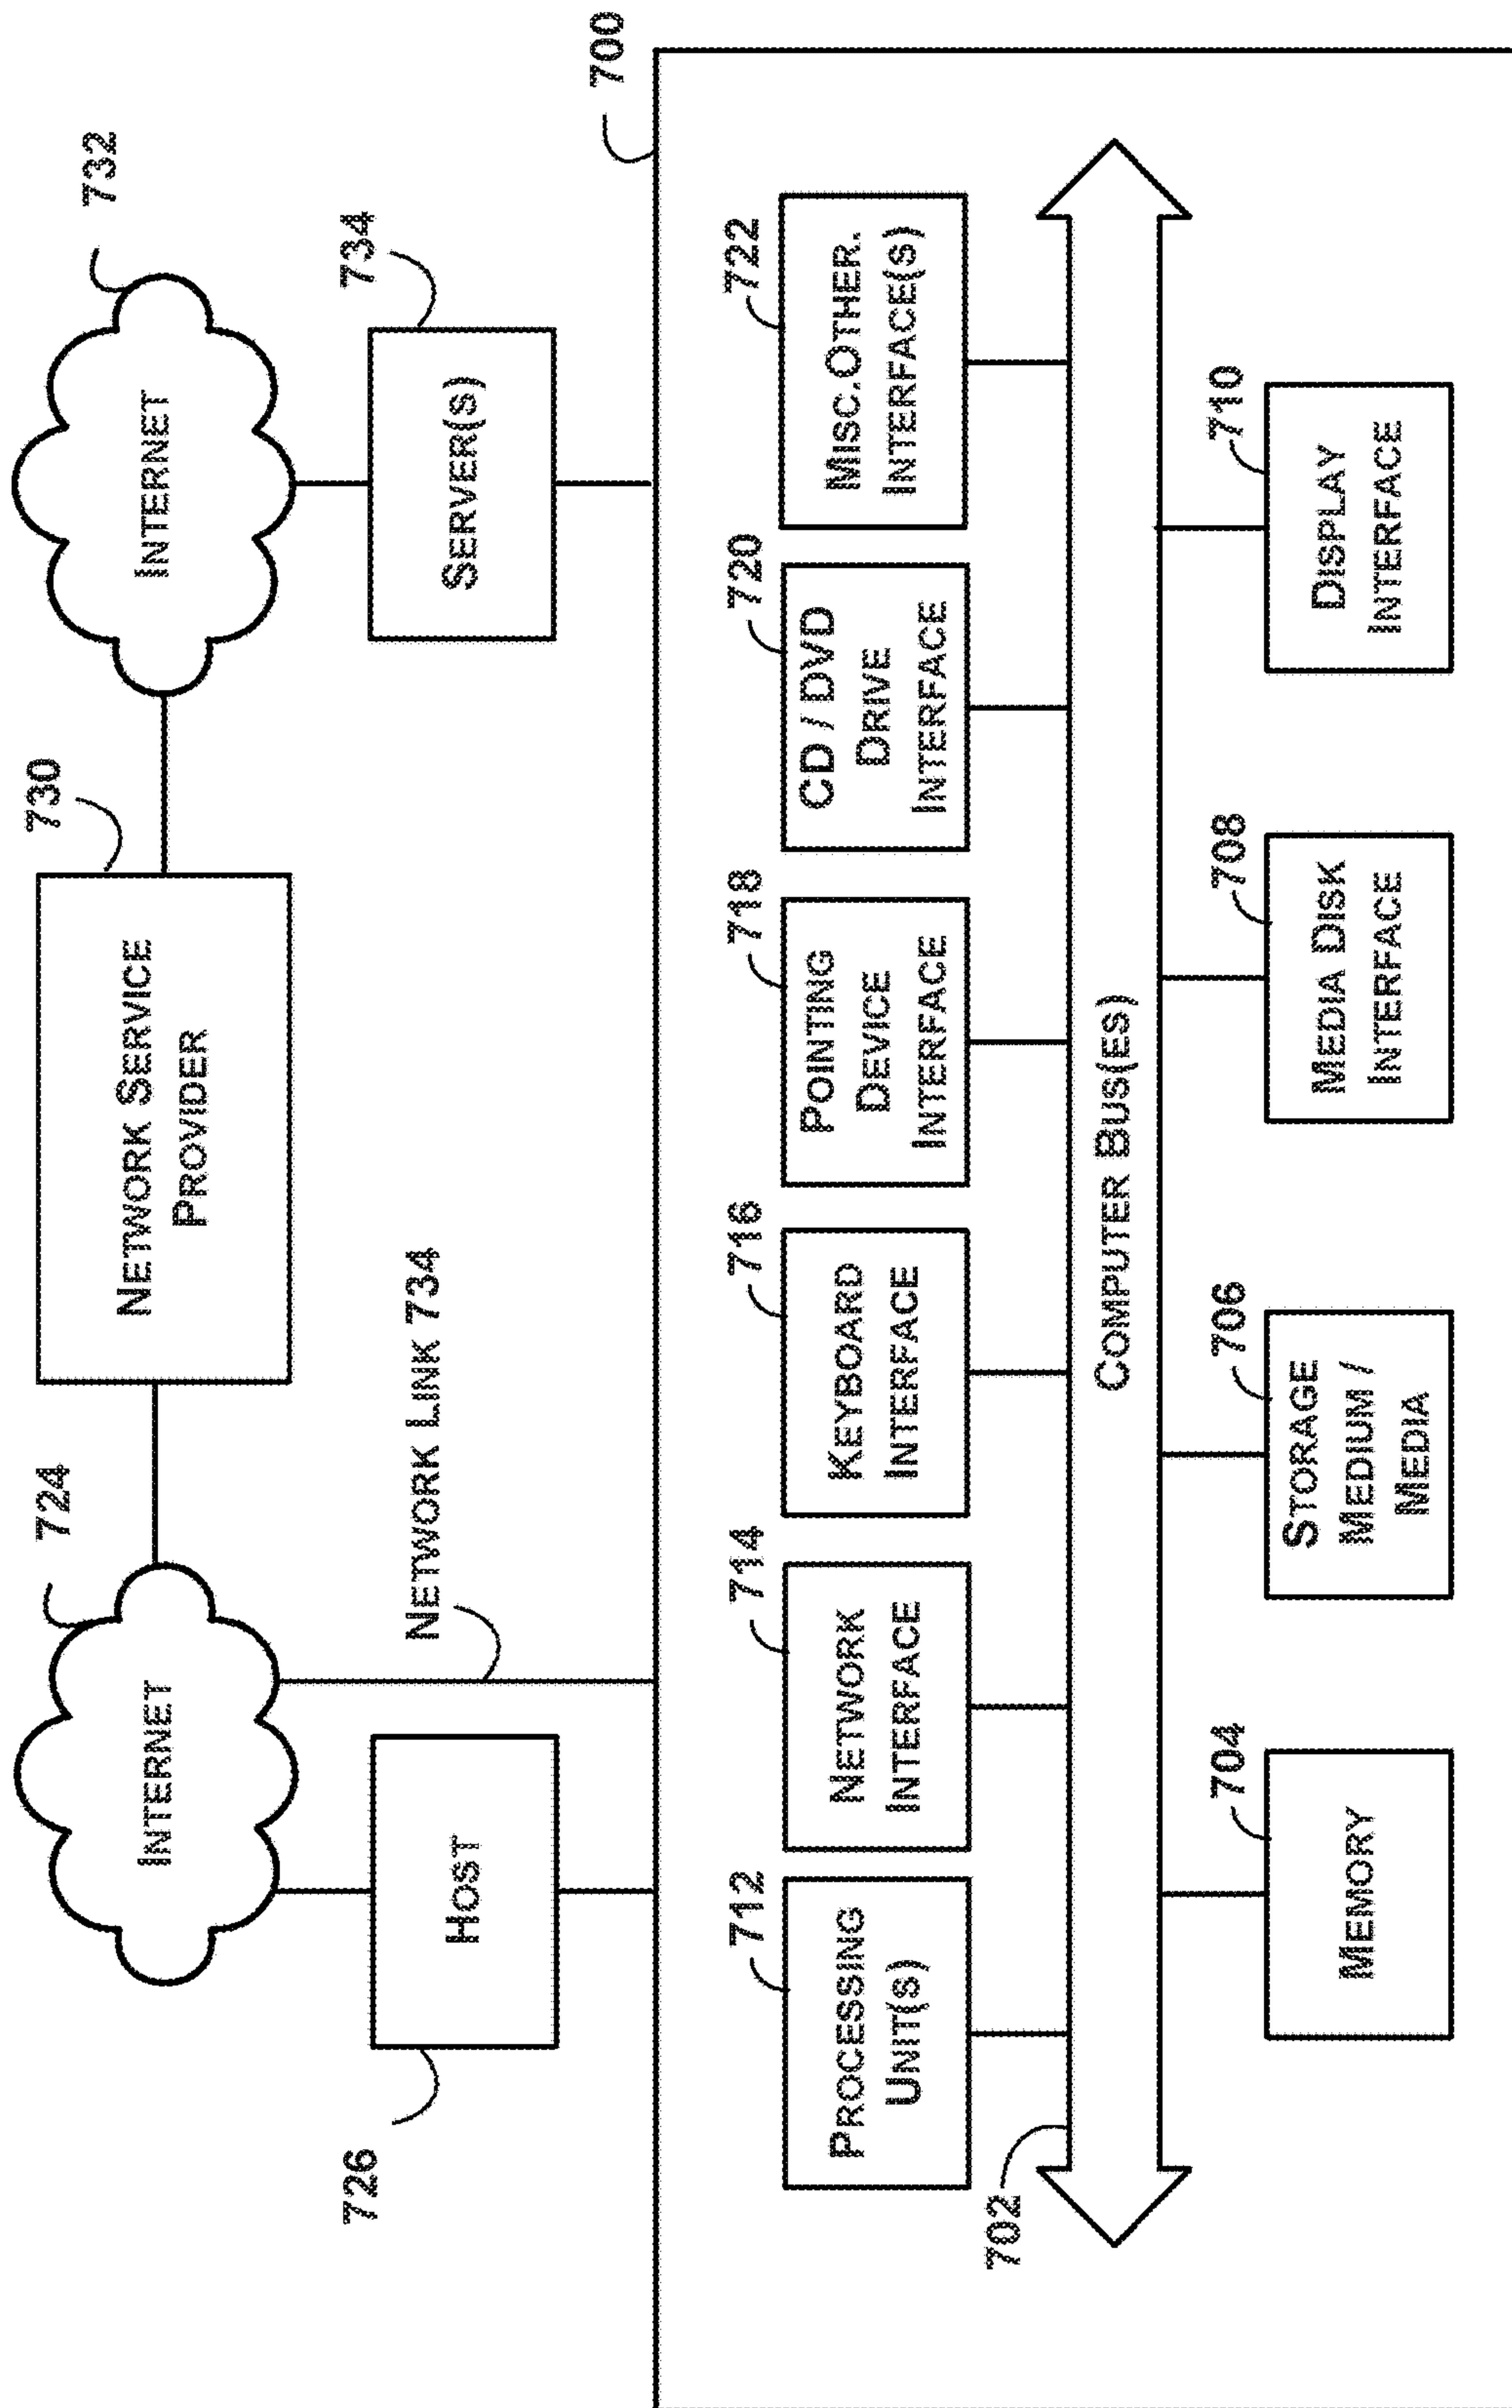 724
INTERNET
730
NETWORK SERVICE
PROVIDER
732
INTERNET
726
HOST
NETWORK LINK 734
734
SERVER(S)
700
712
PROCESSING
UNIT(S)
714
NETWORK
INTERFACE
716
KEYBOARD
INTERFACE
718
POINTING
DEVICE
INTERFACE
720
CD / DVD
DRIVE
INTERFACE
722
MISC.OTHER.
INTERFACE(S)
702
COMPUTER BUS(ES)
704
MEMORY
706
STORAGE
MEDIUM /
MEDIA
708
MEDIA DISK
INTERFACE
710
DISPLAY
INTERFACE